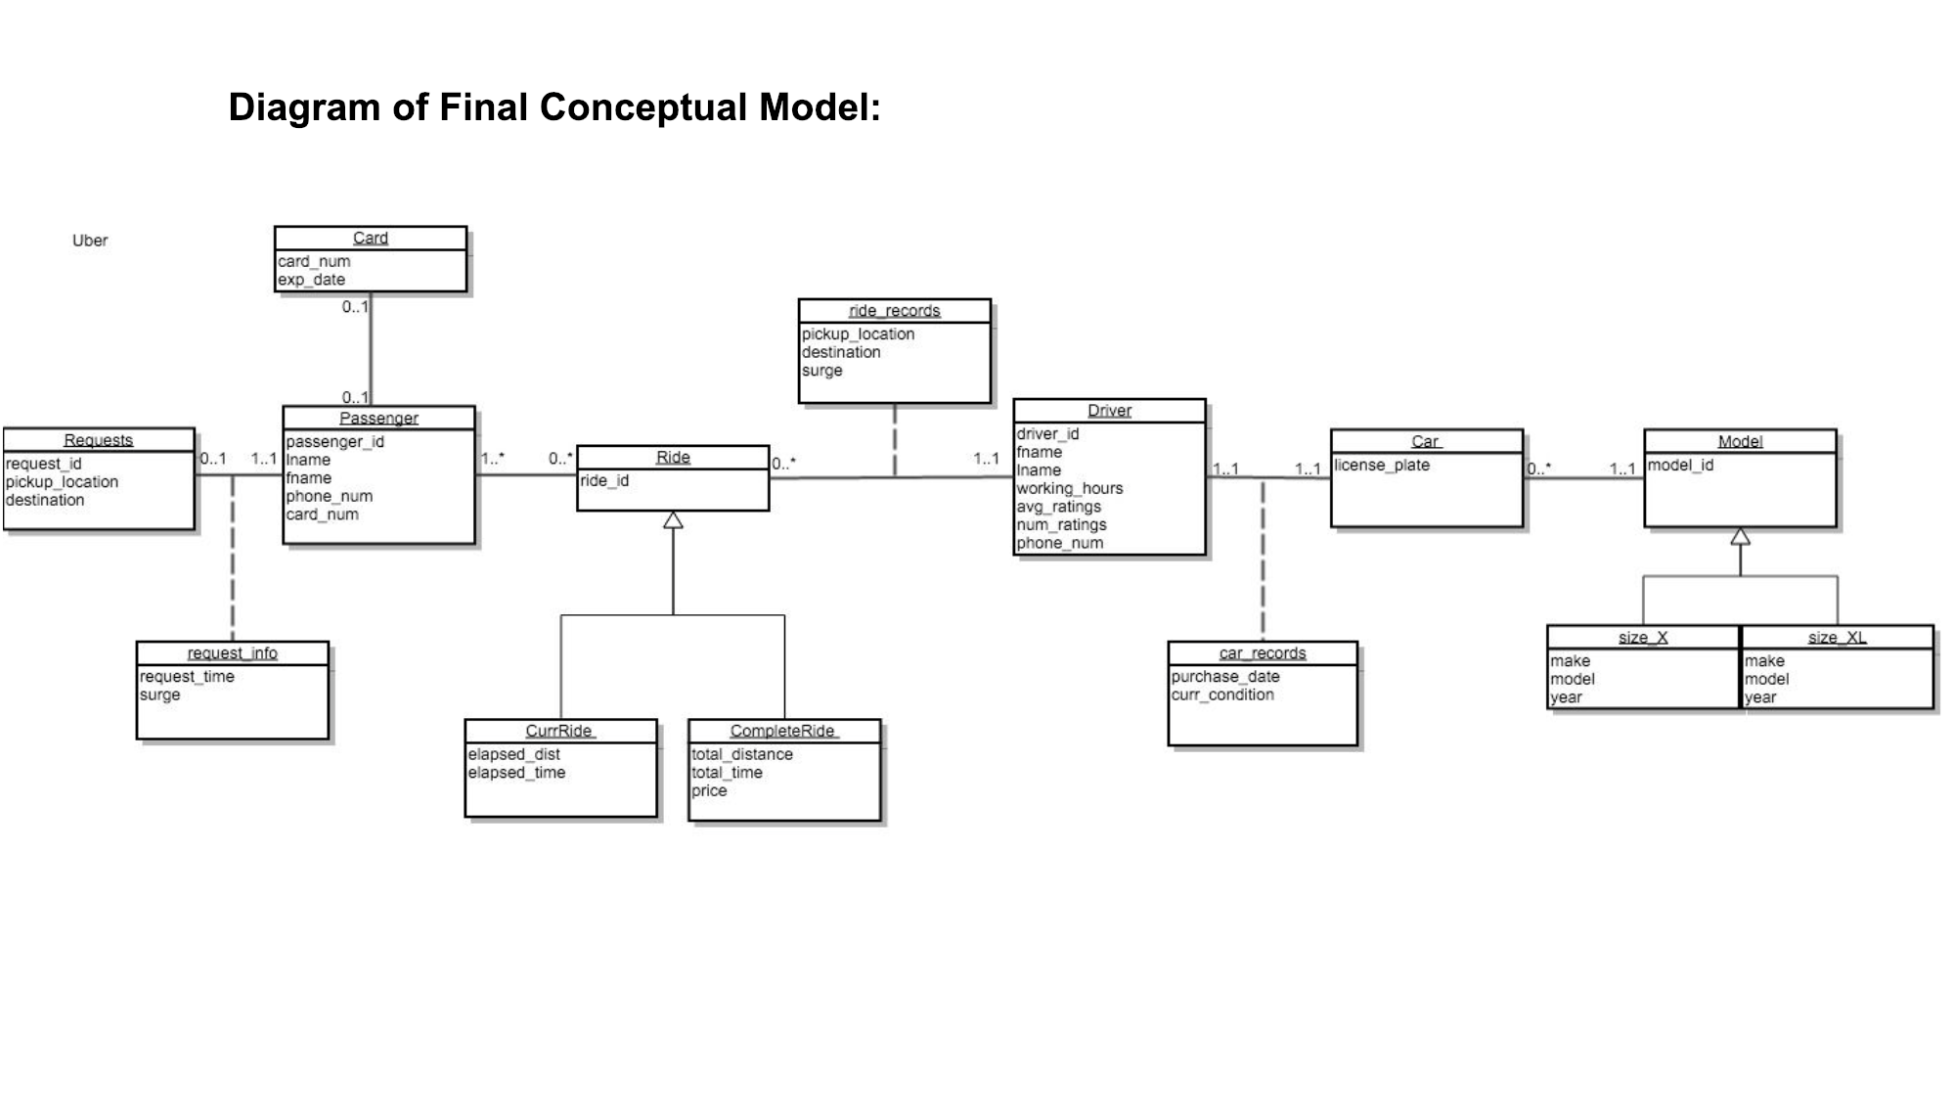 Diagram of Final Conceptual Model:
Uber
Card
card_num
exp_date
0..1
0..1
Passenger
passenger_id
lname
fname
phone_num
card_num
Requests
request_id
pickup_location
destination
0..1
1..1
request_info
request_time
surge
1..*
0..*
Ride
ride_id
CurrRide
elapsed_dist
elapsed_time
CompleteRide
total_distance
total_time
price
0..*
1..1
ride_records
pickup_location
destination
surge
Driver
driver_id
fname
lname
working_hours
avg_ratings
num_ratings
phone_num
1..1
1..1
car_records
purchase_date
curr_condition
Car
license_plate
0..*
1..1
Model
model_id
size_X
make
model
year
size_XL
make
model
year